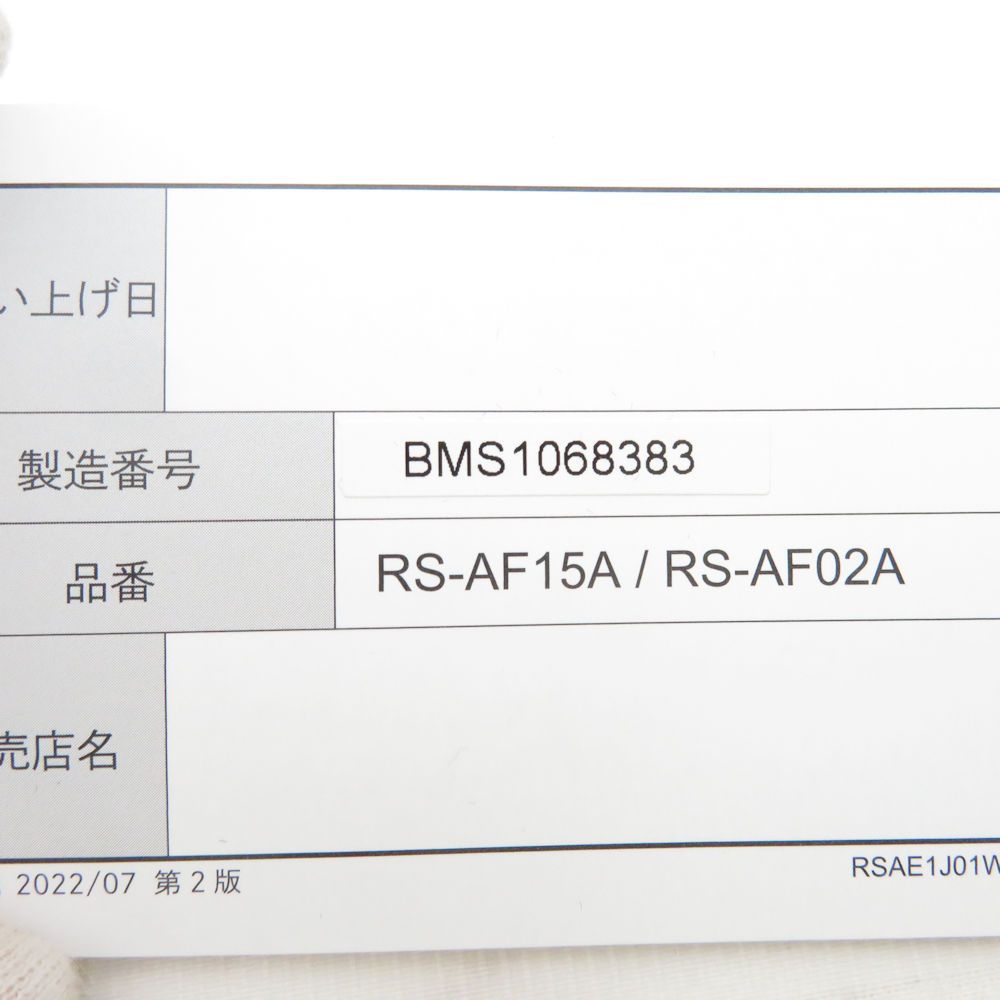 い上げ日
製造番号 BMS1068383
品番 RS-AF15A / RS-AF02A
売店名
2022/07 第2版
RSAE1J01W